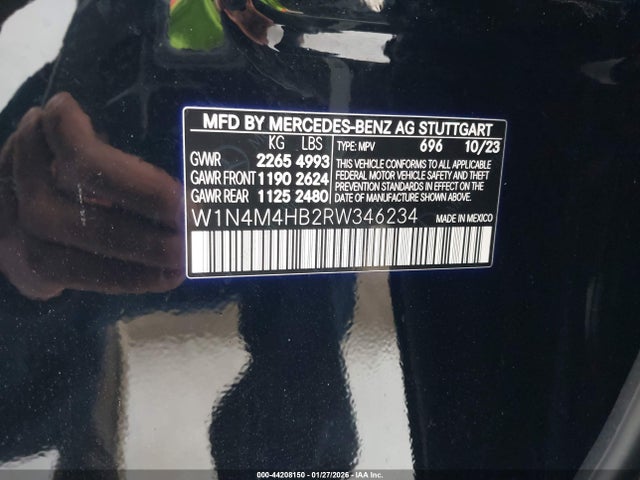 MFD BY MERCEDES-BENZ AG STUTTGART
KG LBS TYPE: MPV 696 10/23
GVWR 2265 4993
GAWR FRONT 1190 2624
GAWR REAR 1125 2480
THIS VEHICLE CONFORMS TO ALL APPLICABLE
FEDERAL MOTOR VEHICLE SAFETY AND THEFT
PREVENTION STANDARDS IN EFFECT ON THE
DATE OF MANUFACTURE SHOWN ABOVE.
W1N4M4HB2RW346234 MADE IN MEXICO
000-44208150 - 01/27/2026 - IAA Inc.